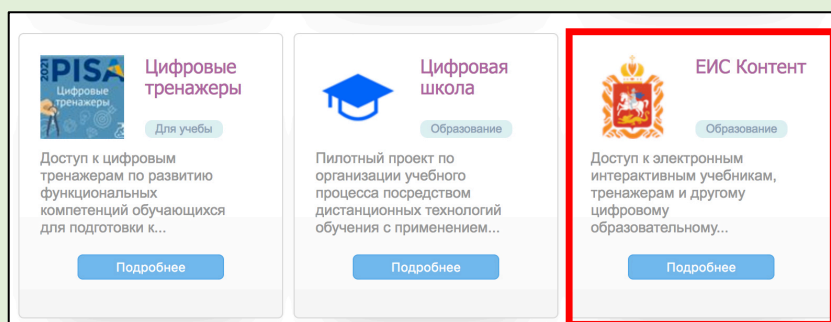 2021
PISA
Цифровые
тренажеры
Цифровые
тренажеры
Для учебы
Доступ к цифровым
тренажерам по развитию
функциональных
компетенций обучающихся
для подготовки к...
Подробнее
Цифровая
школа
Образование
Пилотный проект по
организации учебного
процесса посредством
дистанционных технологий
обучения с применением...
Подробнее
ЕИС Контент
Образование
Доступ к электронным
интерактивным учебникам,
тренажерам и другому
цифровому
образовательному...
Подробнее